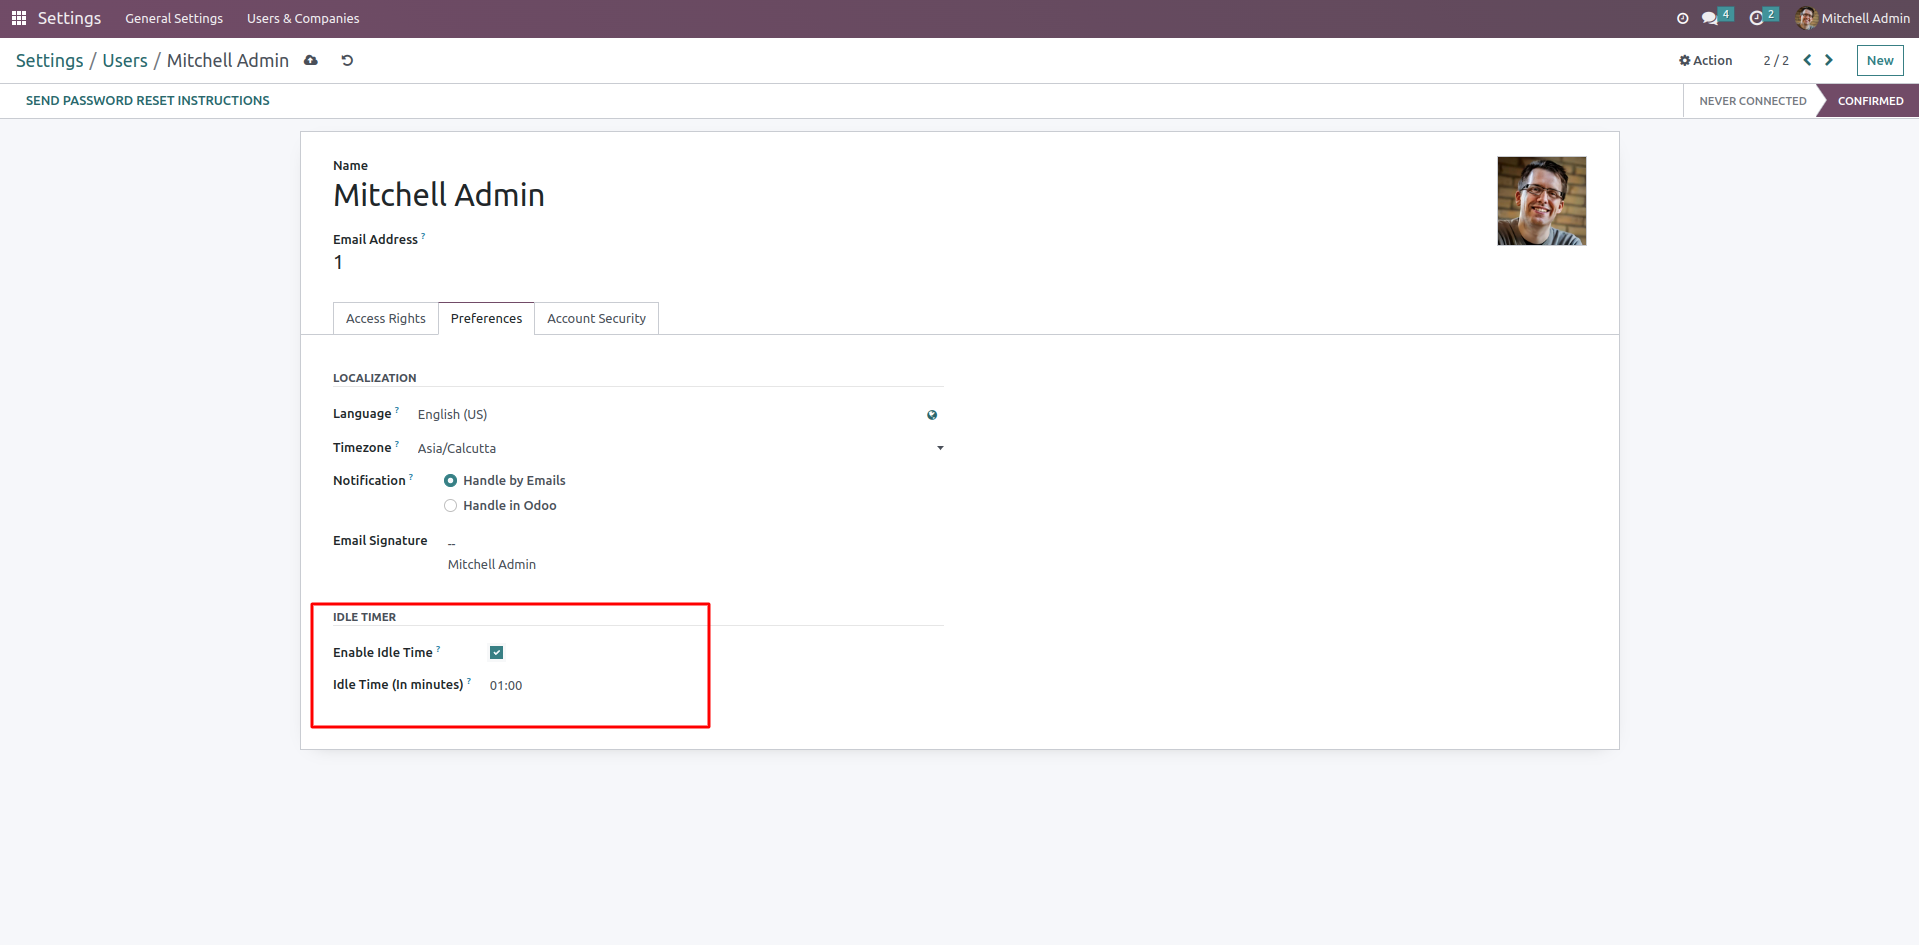 Settings General Settings Users & Companies 4 2 Mitchell Admin
Settings / Users / Mitchell Admin Action 2 / 2 New
SEND PASSWORD RESET INSTRUCTIONS NEVER CONNECTED CONFIRMED
Name
Mitchell Admin
Email Address ?
1
Access Rights Preferences Account Security
LOCALIZATION
Language ? English (US)
Timezone ? Asia/Calcutta
Notification ? Handle by Emails
Handle in Odoo
Email Signature --
Mitchell Admin
IDLE TIMER
Enable Idle Time ?
Idle Time (In minutes) ? 01:00